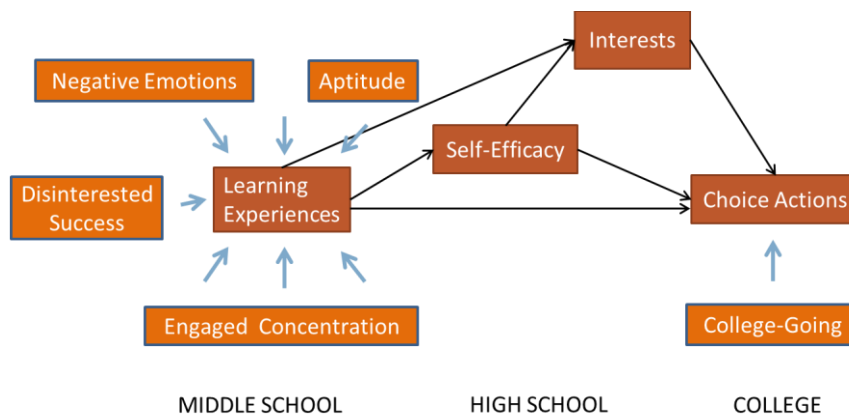 Interests
Negative Emotions
Aptitude
Self-Efficacy
Learning
Experiences
Disinterested
Success
Choice Actions
Engaged Concentration
College-Going
MIDDLE SCHOOL
HIGH SCHOOL
COLLEGE